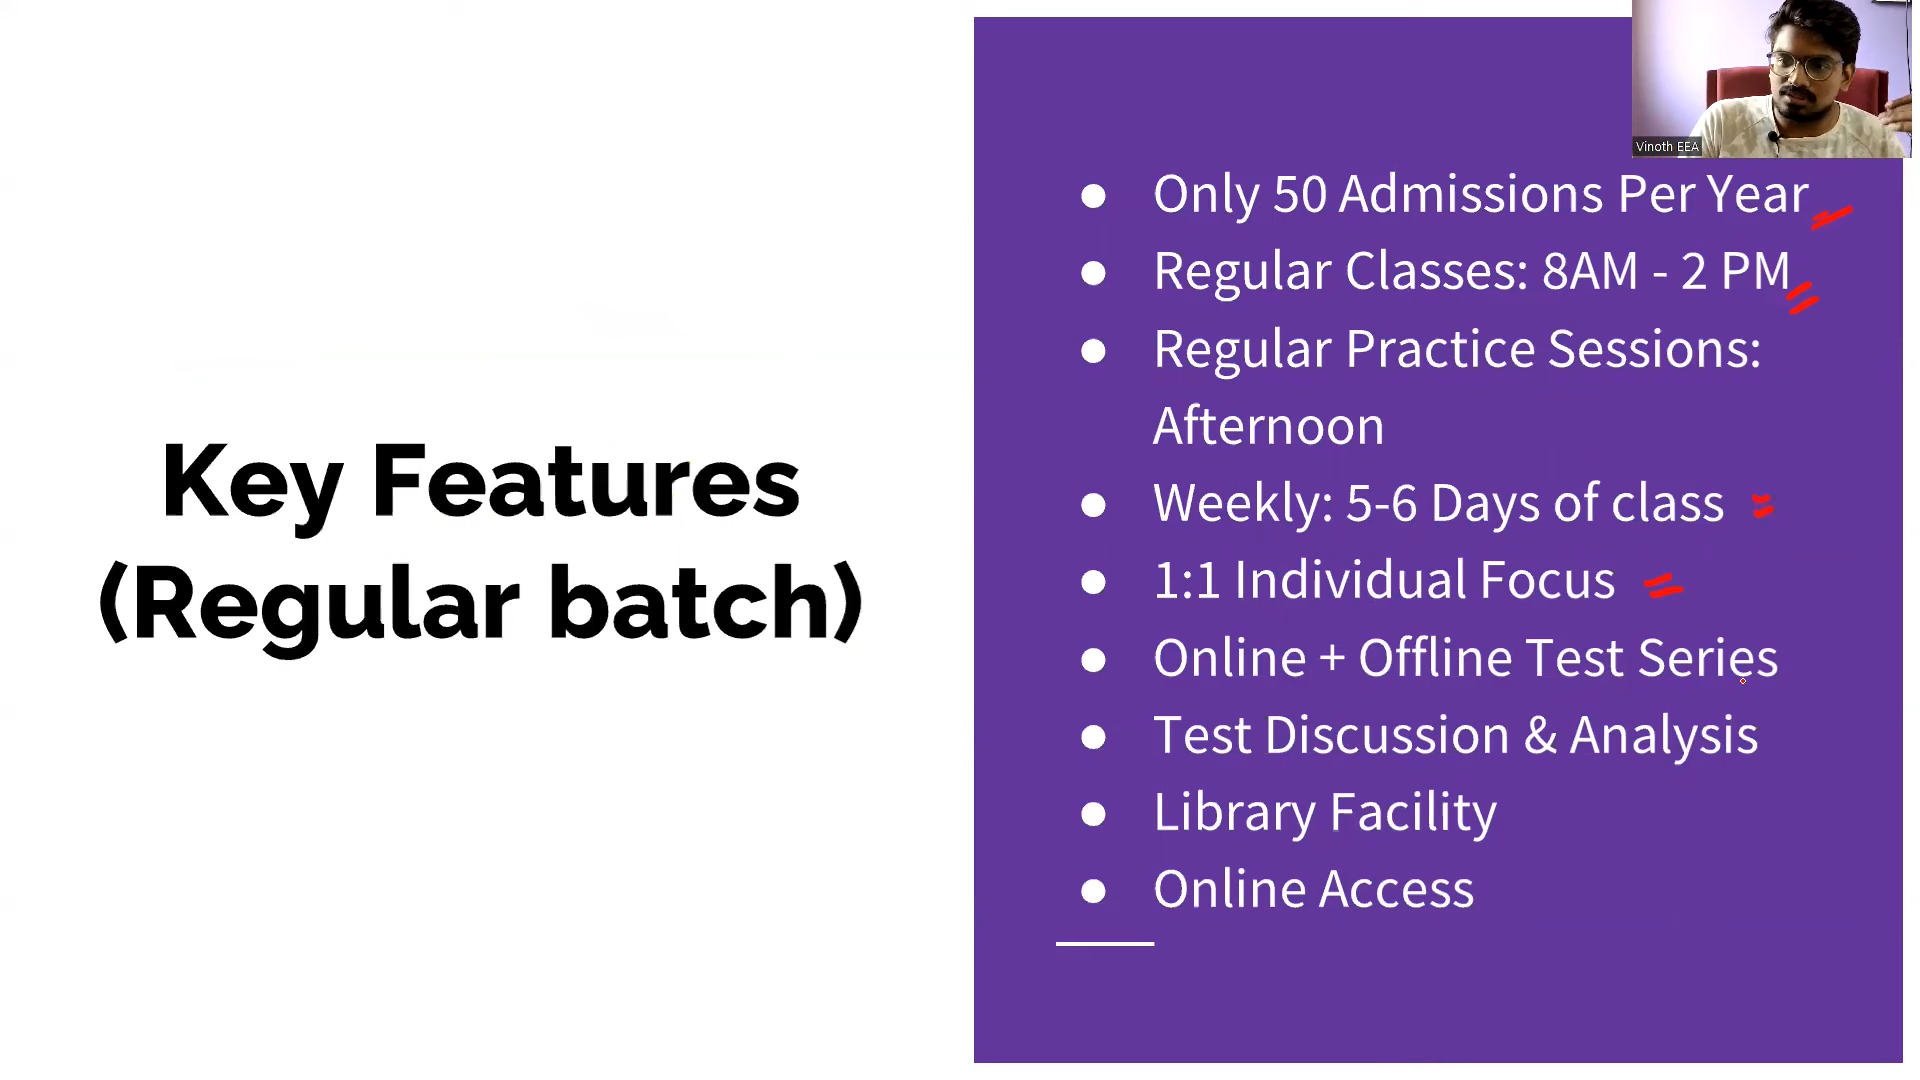 Key Features
(Regular batch)
Vinoth EEA
● Only 50 Admissions Per Year
● Regular Classes: 8AM - 2 PM
● Regular Practice Sessions:
Afternoon
● Weekly: 5-6 Days of class
● 1:1 Individual Focus
● Online + Offline Test Series
● Test Discussion & Analysis
● Library Facility
● Online Access